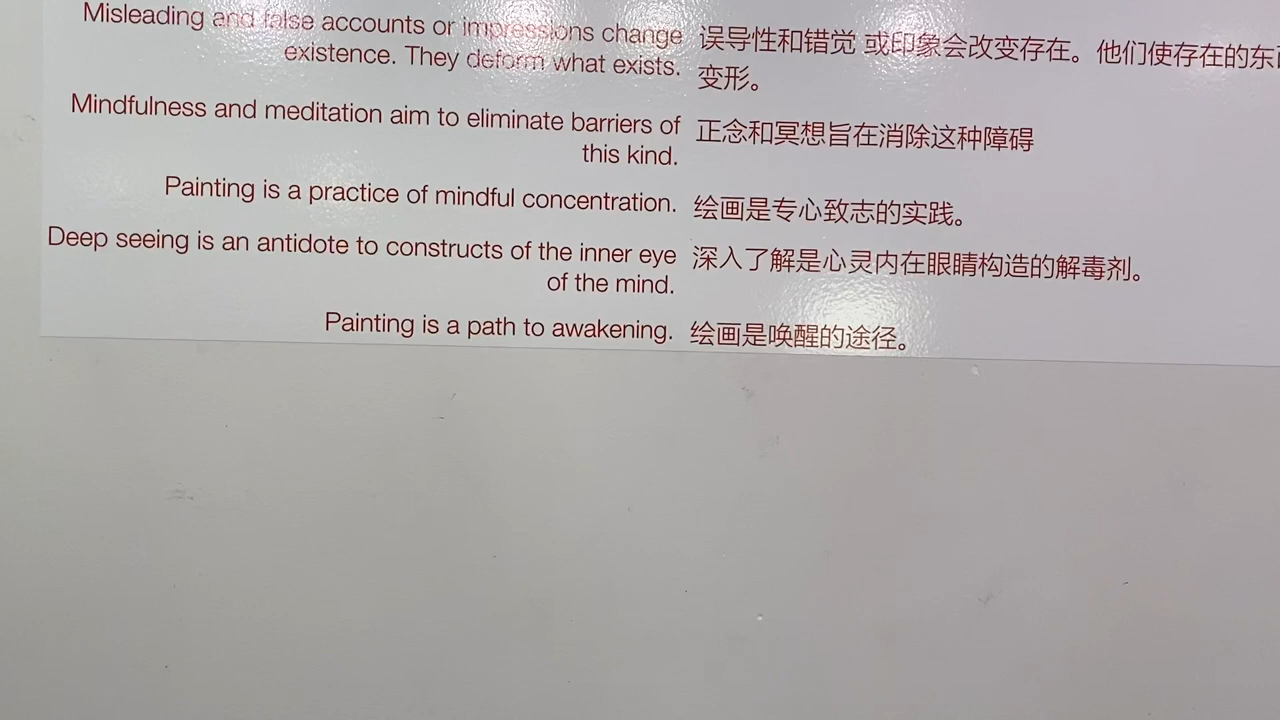 Misleading and false accounts or impressions change
existence. They deform what exists.
误导性和错觉 或印象会改变存在。他们使存在的东
变形。
Mindfulness and meditation aim to eliminate barriers of
this kind.
正念和冥想旨在消除这种障碍
Painting is a practice of mindful concentration.
绘画是专心致志的实践。
Deep seeing is an antidote to constructs of the inner eye
of the mind.
深入了解是心灵内在眼睛构造的解毒剂。
Painting is a path to awakening.
绘画是唤醒的途径。